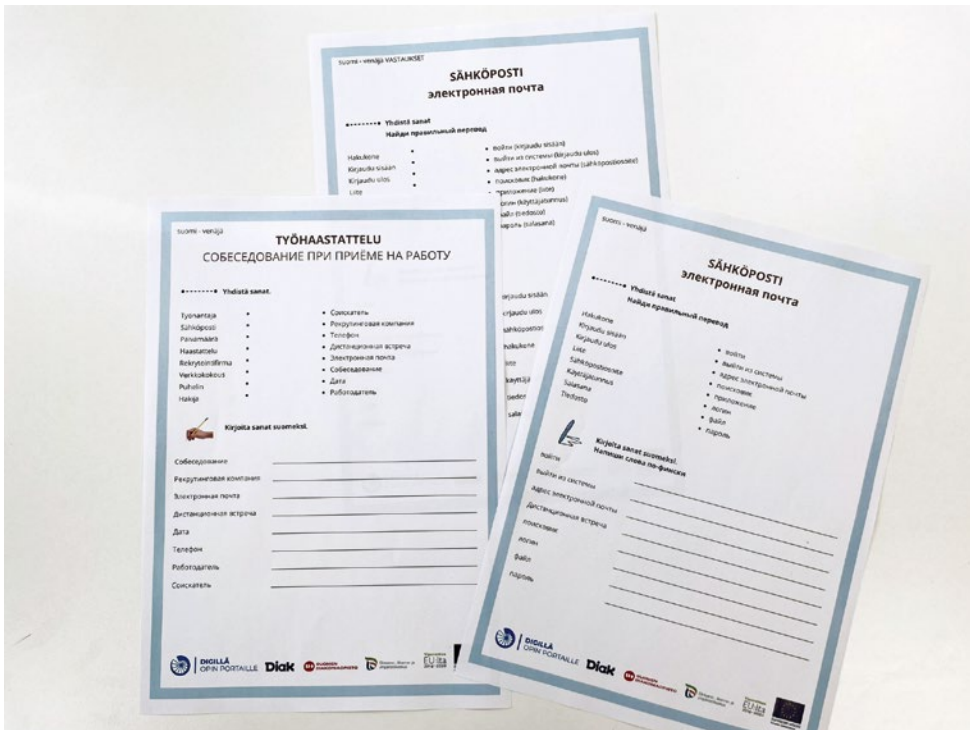 suomi - venäjä VASTAUKSET
SÄHKÖPOSTI
электронная почта
Yhdistä sanat
Найди правильный перевод
Hakukone
Kirjaudu sisään
Kirjaudu ulos
Liite
войти (kirjaudu sisään)
выйти из системы (kirjaudu ulos)
адрес электронной почты (sähköpostiosoite)
поисковик (hakukone)
приложение (liite)
логин (käyttäjätunnus)
файл (tiedosto)
пароль (salasana)
suomi - venäjä
TYÖHAASTATTELU
СОБЕСЕДОВАНИЕ ПРИ ПРИЁМЕ НА РАБОТУ
Yhdistä sanat.
Työnantaja
Sähköposti
Päivämäärä
Haastattelu
Rekrytointifirma
Verkkokokous
Puhelin
Hakija
Соискатель
Рекрутинговая компания
Телефон
Дистанционная встреча
Электронная почта
Собеседование
Дата
Работодатель
Kirjoita sanat suomeksi.
Собеседование
Рекрутинговая компания
Электронная почта
Дистанционная встреча
Дата
Телефон
Работодатель
Соискатель
DIGILLÄ
OPIN PORTAILLE
Diak
suomi - venäjä
SÄHKÖPOSTI
электронная почта
Yhdistä sanat
Найди правильный перевод
Hakukone
Kirjaudu sisään
Kirjaudu ulos
Liite
Sähköpostiosoite
Käyttäjätunnus
Salasana
Tiedosto
войти
выйти из системы
адрес электронной почты
поисковик
приложение
логин
файл
пароль
Kirjoita sanat suomeksi.
Напиши слова по-фински
войти
выйти из системы
адрес электронной почты
Дистанционная встреча
поисковик
логин
файл
пароль
DIGILLÄ
OPIN PORTAILLE
Diak